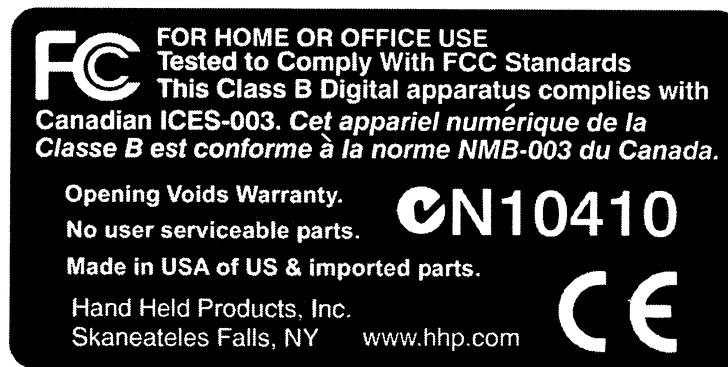 FC FOR HOME OR OFFICE USE
Tested to Comply With FCC Standards
This Class B Digital apparatus complies with
Canadian ICES-003. Cet appariel numérique de la
Classe B est conforme à la norme NMB-003 du Canada.
Opening Voids Warranty.
No user serviceable parts.
N10410
Made in USA of US & imported parts.
Hand Held Products, Inc.
Skaneateles Falls, NY www.hhp.com
CE